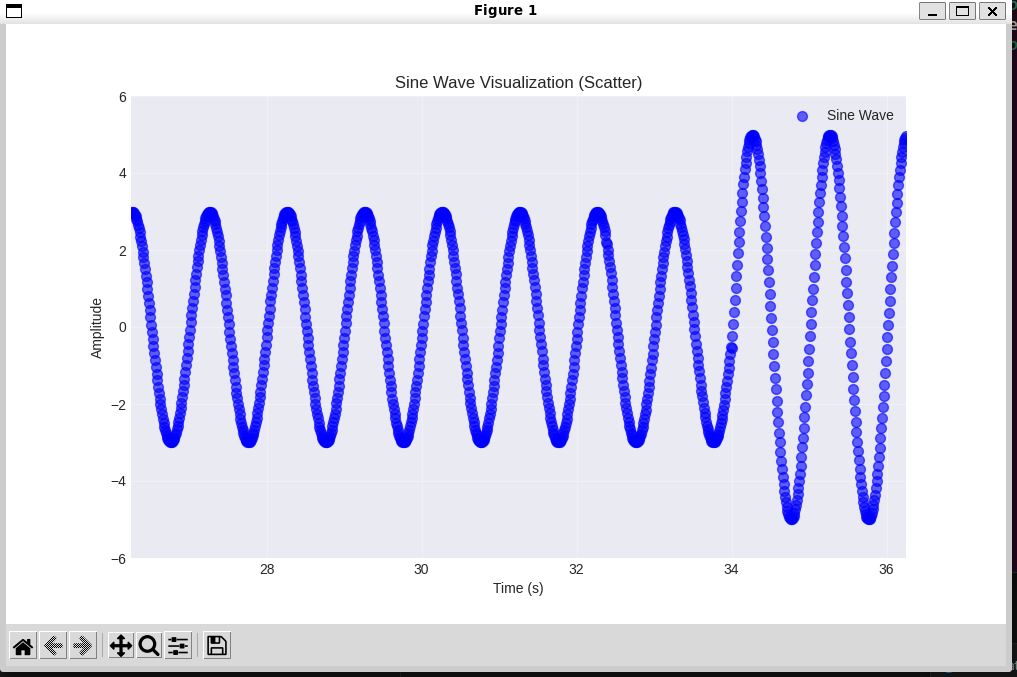 Figure 1
Sine Wave Visualization (Scatter)
Sine Wave
6
4
2
0
−2
−4
−6
Amplitude
28
30
32
34
36
Time (s)